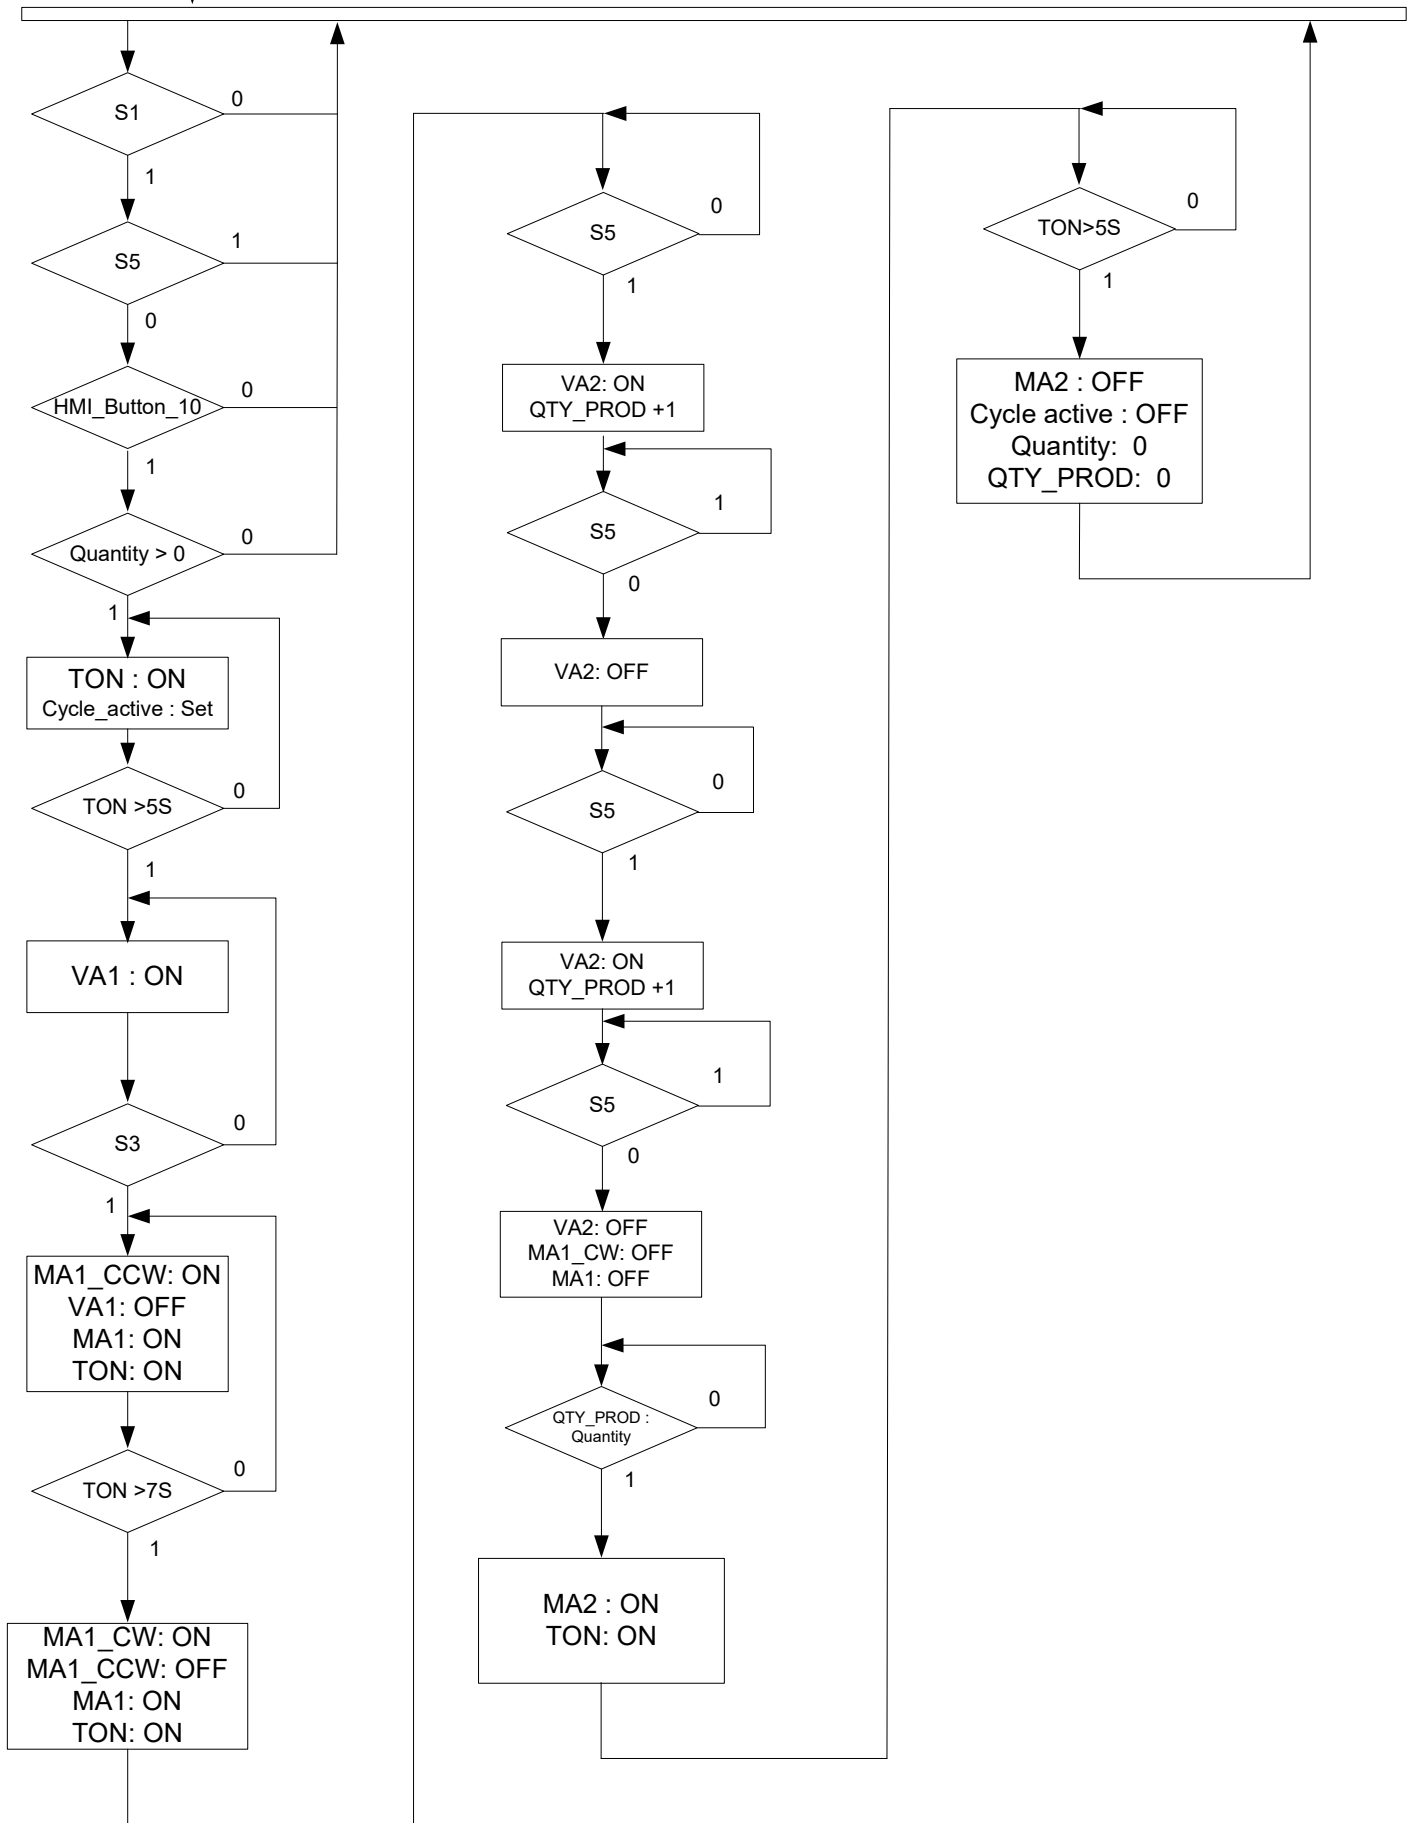 S1
0
1
S5
1
0
HMI_Button_10
0
1
Quantity > 0
0
1
TON : ON
Cycle_active : Set
TON >5S
0
1
VA1 : ON
S3
0
1
MA1_CCW: ON
VA1: OFF
MA1: ON
TON: ON
TON >7S
0
1
MA1_CW: ON
MA1_CCW: OFF
MA1: ON
TON: ON
S5
0
1
VA2: ON
QTY_PROD +1
S5
1
0
VA2: OFF
S5
0
1
VA2: ON
QTY_PROD +1
S5
1
0
VA2: OFF
MA1_CW: OFF
MA1: OFF
QTY_PROD :
Quantity
0
1
MA2 : ON
TON: ON
TON>5S
0
1
MA2 : OFF
Cycle active : OFF
Quantity: 0
QTY_PROD: 0